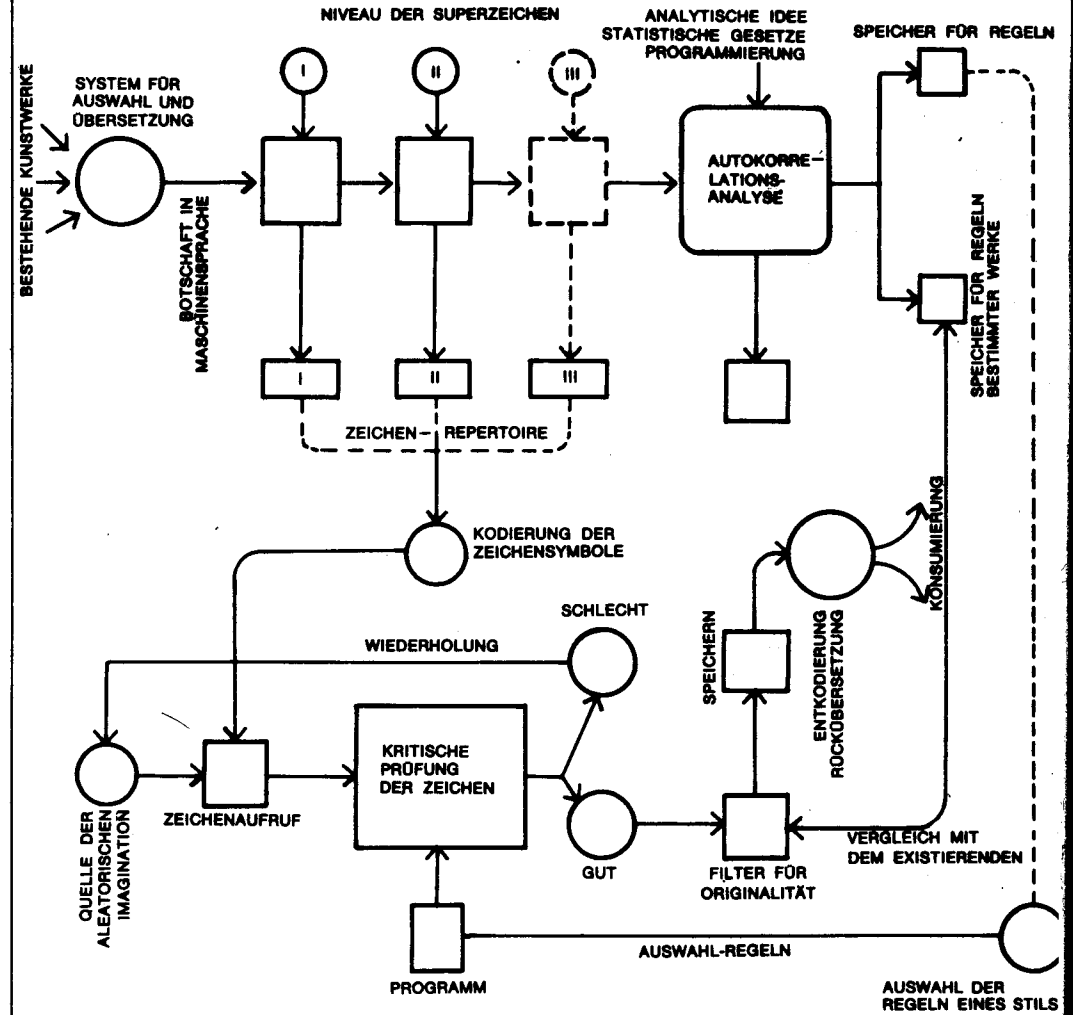 NIVEAU DER SUPERZEICHEN
ANALYTISCHE IDEE
STATISTISCHE GESETZE
PROGRAMMIERUNG
SPEICHER FÜR REGELN
BESTEHENDE KUNSTWERKE
SYSTEM FÜR
AUSWAHL UND
ÜBERSETZUNG
I
II
III
BOTSCHAFT IN
MASCHINENSPRACHE
AUTOKORRE-
LATIONS-
ANALYSE
SPEICHER FÜR REGELN
BESTIMMTER WERKE
I
II
III
ZEICHEN - REPERTOIRE
KODIERUNG DER
ZEICHENSYMBOLE
KONSUMIERUNG
SCHLECHT
WIEDERHOLUNG
SPEICHERN
ENTKODIERUNG
RÜCKÜBERSETZUNG
KRITISCHE
PRÜFUNG
DER ZEICHEN
ZEICHENAUFRUF
QUELLE DER
ALEATORISCHEN
IMAGINATION
GUT
FILTER FÜR
ORIGINALITÄT
VERGLEICH MIT
DEM EXISTIERENDEN
AUSWAHL-REGELN
PROGRAMM
AUSWAHL DER
REGELN EINES STILS